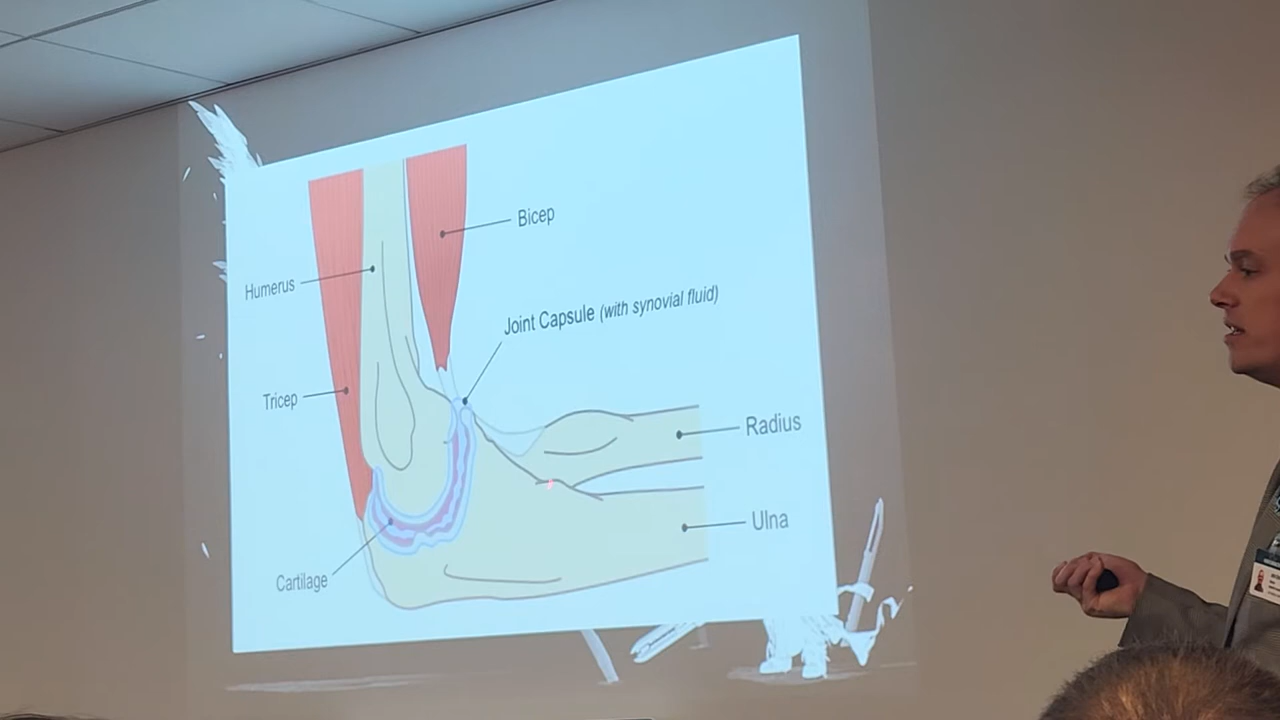 Bicep
Humerus
Joint Capsule (with synovial fluid)
Tricep
Radius
Ulna
Cartilage